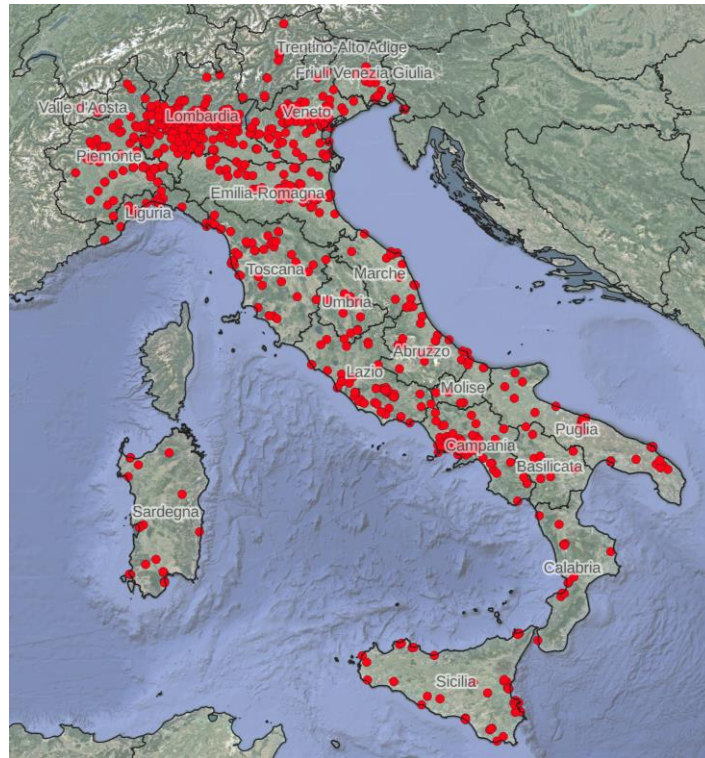 Trentino-Alto Adige
Friuli Venezia Giulia
Valle d'Aosta
Lombardia
Veneto
Piemonte
Emilia-Romagna
Liguria
Toscana
Marche
Umbria
Abruzzo
Lazio
Molise
Puglia
Campania
Basilicata
Sardegna
Calabria
Sicilia